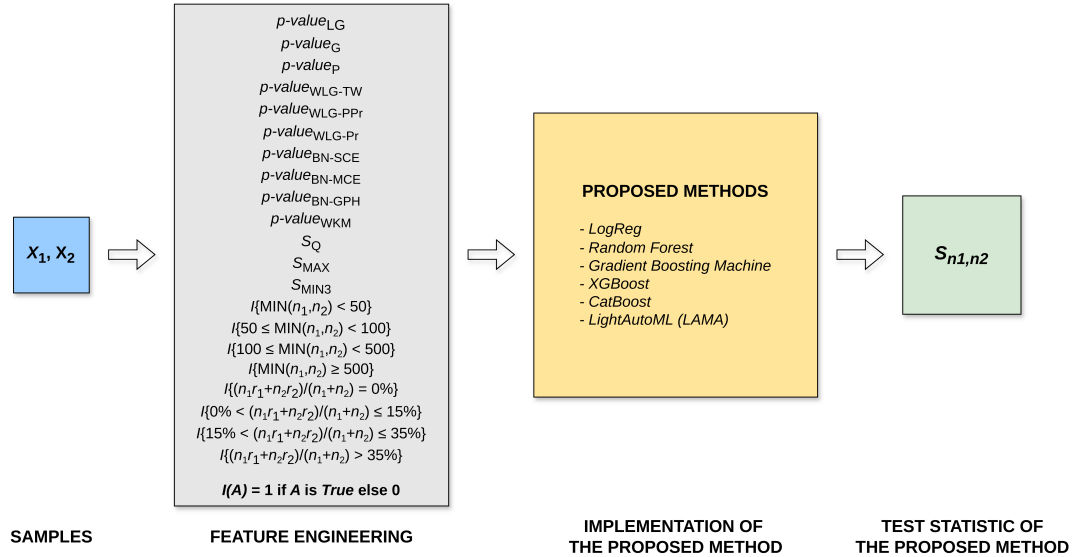 X1, X2
p-valueLG
p-valueG
p-valueP
p-valueWLG-TW
p-valueWLG-PPr
p-valueWLG-Pr
p-valueBN-SCE
p-valueBN-MCE
p-valueBN-GPH
p-valueWKM
SQ
SMAX
SMIN3
I{MIN(n1,n2) < 50}
I{50 ≤ MIN(n1,n2) < 100}
I{100 ≤ MIN(n1,n2) < 500}
I{MIN(n1,n2) ≥ 500}
I{(n1r1+n2r2)/(n1+n2) = 0%}
I{0% < (n1r1+n2r2)/(n1+n2) ≤ 15%}
I{15% < (n1r1+n2r2)/(n1+n2) ≤ 35%}
I{(n1r1+n2r2)/(n1+n2) > 35%}
I(A) = 1 if A is True else 0
PROPOSED METHODS
- LogReg
- Random Forest
- Gradient Boosting Machine
- XGBoost
- CatBoost
- LightAutoML (LAMA)
Sn1,n2
SAMPLES
FEATURE ENGINEERING
IMPLEMENTATION OF
THE PROPOSED METHOD
TEST STATISTIC OF
THE PROPOSED METHOD